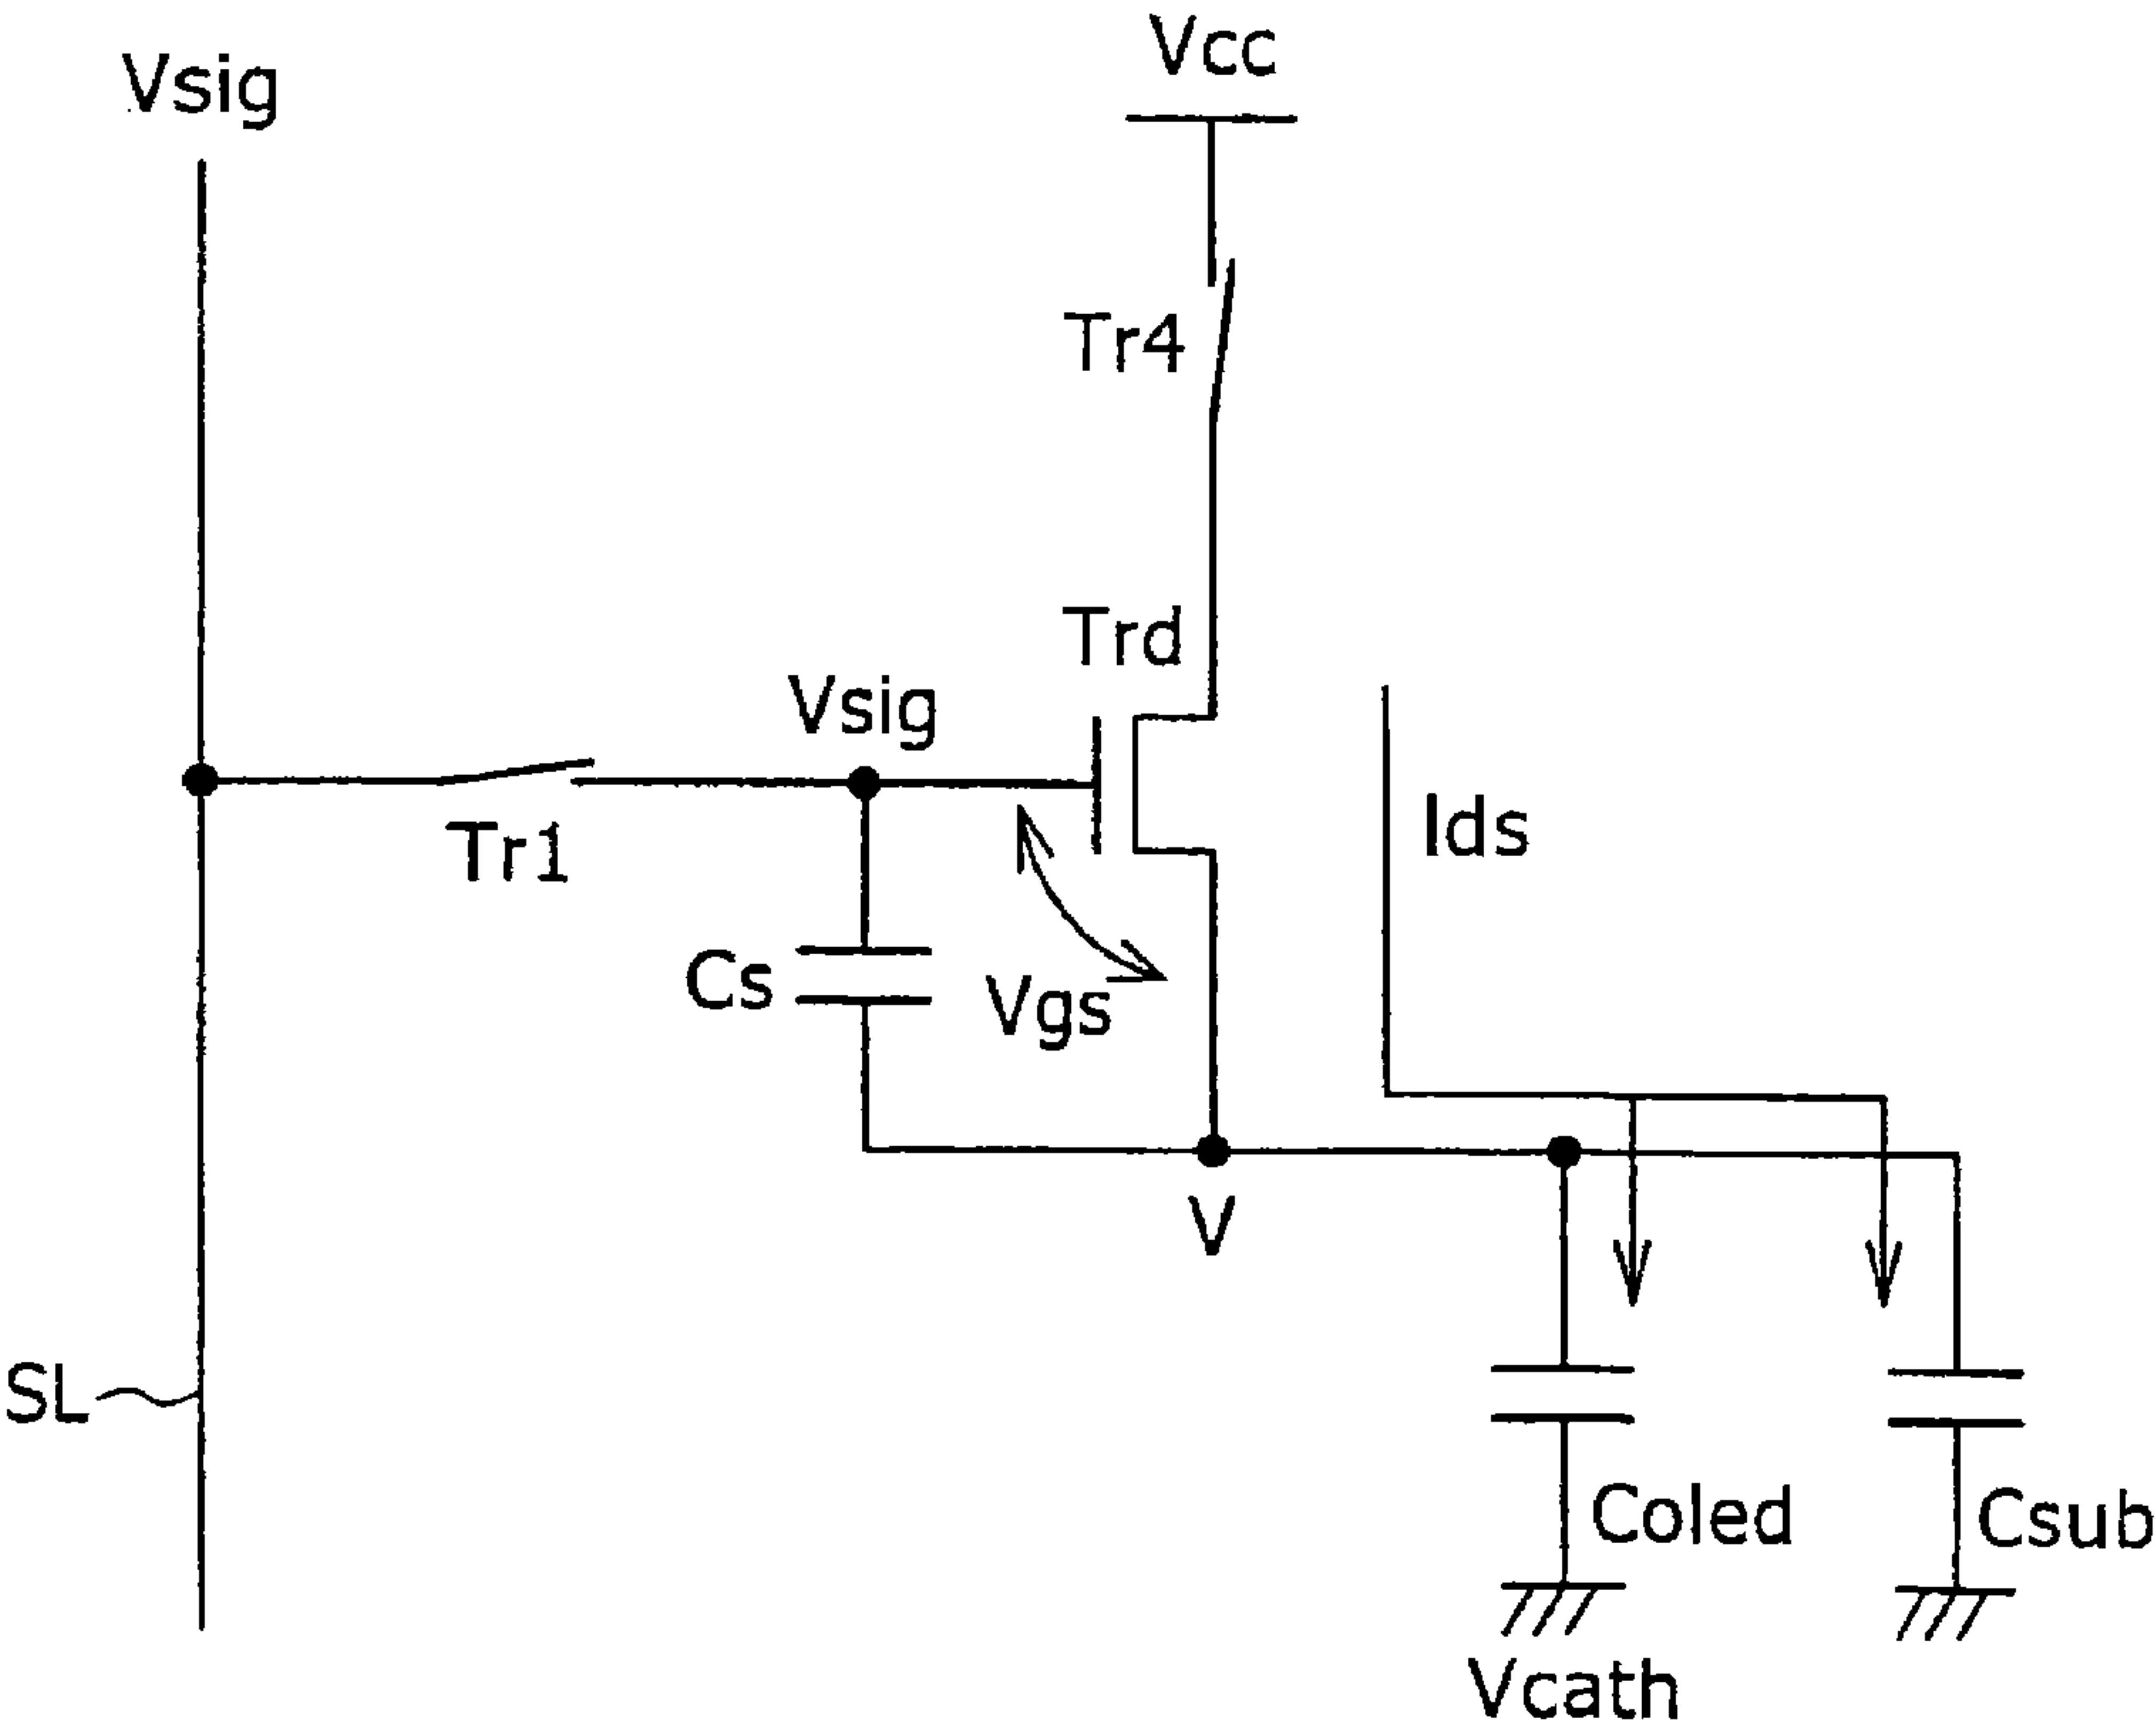 Vcc
Vsig
Tr4
Trd
Vsig
Ids
Tr1
Cs
Vgs
V
SL
Coled
Csub
Vcath